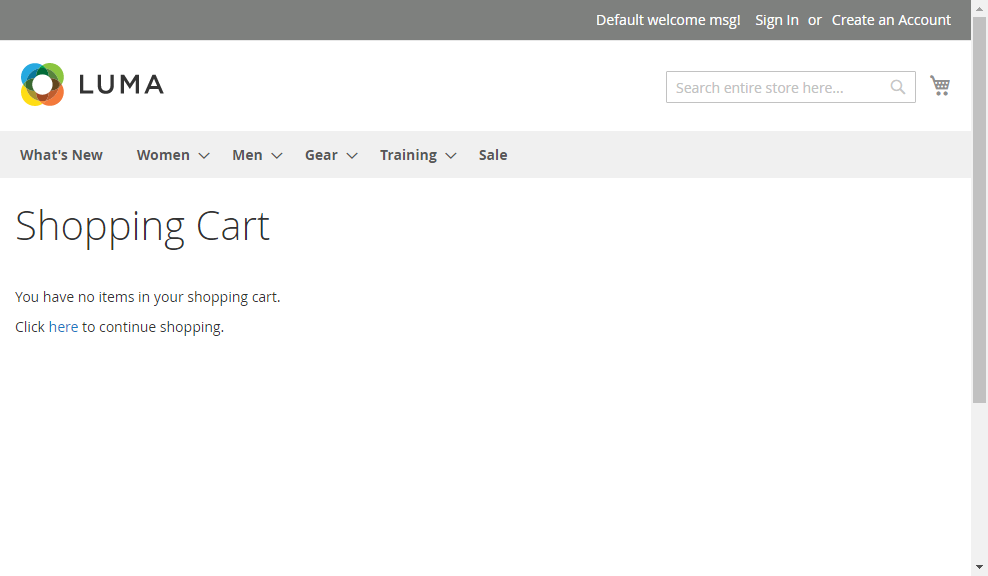 Default welcome msg! Sign In or Create an Account
LUMA
Search entire store here...
What's New Women Men Gear Training Sale
Shopping Cart
You have no items in your shopping cart.
Click here to continue shopping.